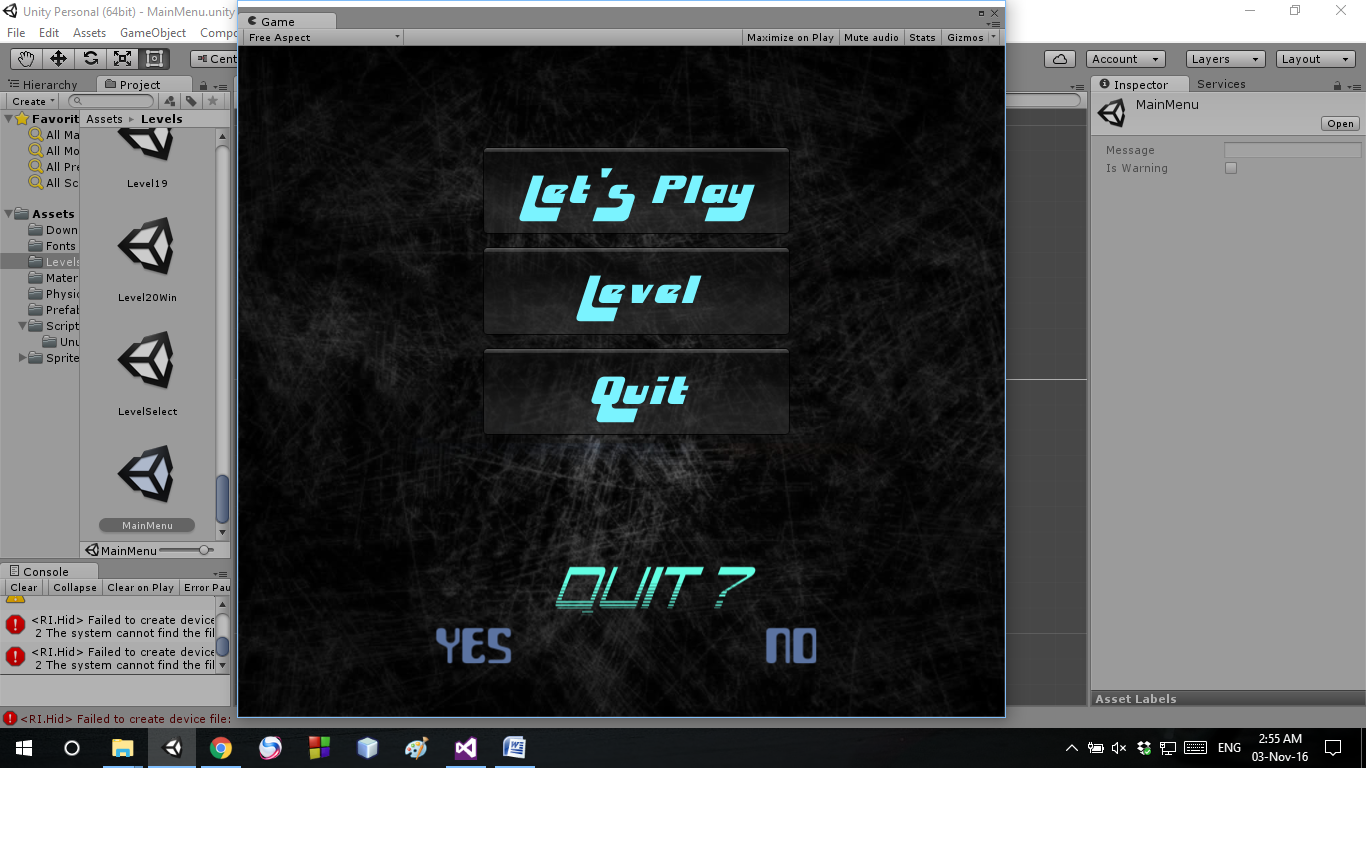 Unity Personal (64bit) - MainMenu.unity
File Edit Assets GameObject Compo
Cent
Account
Layers
Layout
Hierarchy
Project
Create
Favorit
All Ma
All Mo
All Pre
All Sc
Assets
Down
Fonts
Levels
Mater
Physic
Prefab
Script
Unu
Sprite
Assets Levels
Level19
Level20Win
LevelSelect
MainMenu
MainMenu
Console
Clear Collapse Clear on Play Error Pau
<RI.Hid> Failed to create device
2 The system cannot find the fil
<RI.Hid> Failed to create device
2 The system cannot find the fil
<RI.Hid> Failed to create device file:
Game
Free Aspect
Maximize on Play Mute audio Stats Gizmos
Let's Play
Level
Quit
QUIT ?
YES NO
Inspector Services
MainMenu
Open
Message
Is Warning
Asset Labels
ENG
2:55 AM
03-Nov-16